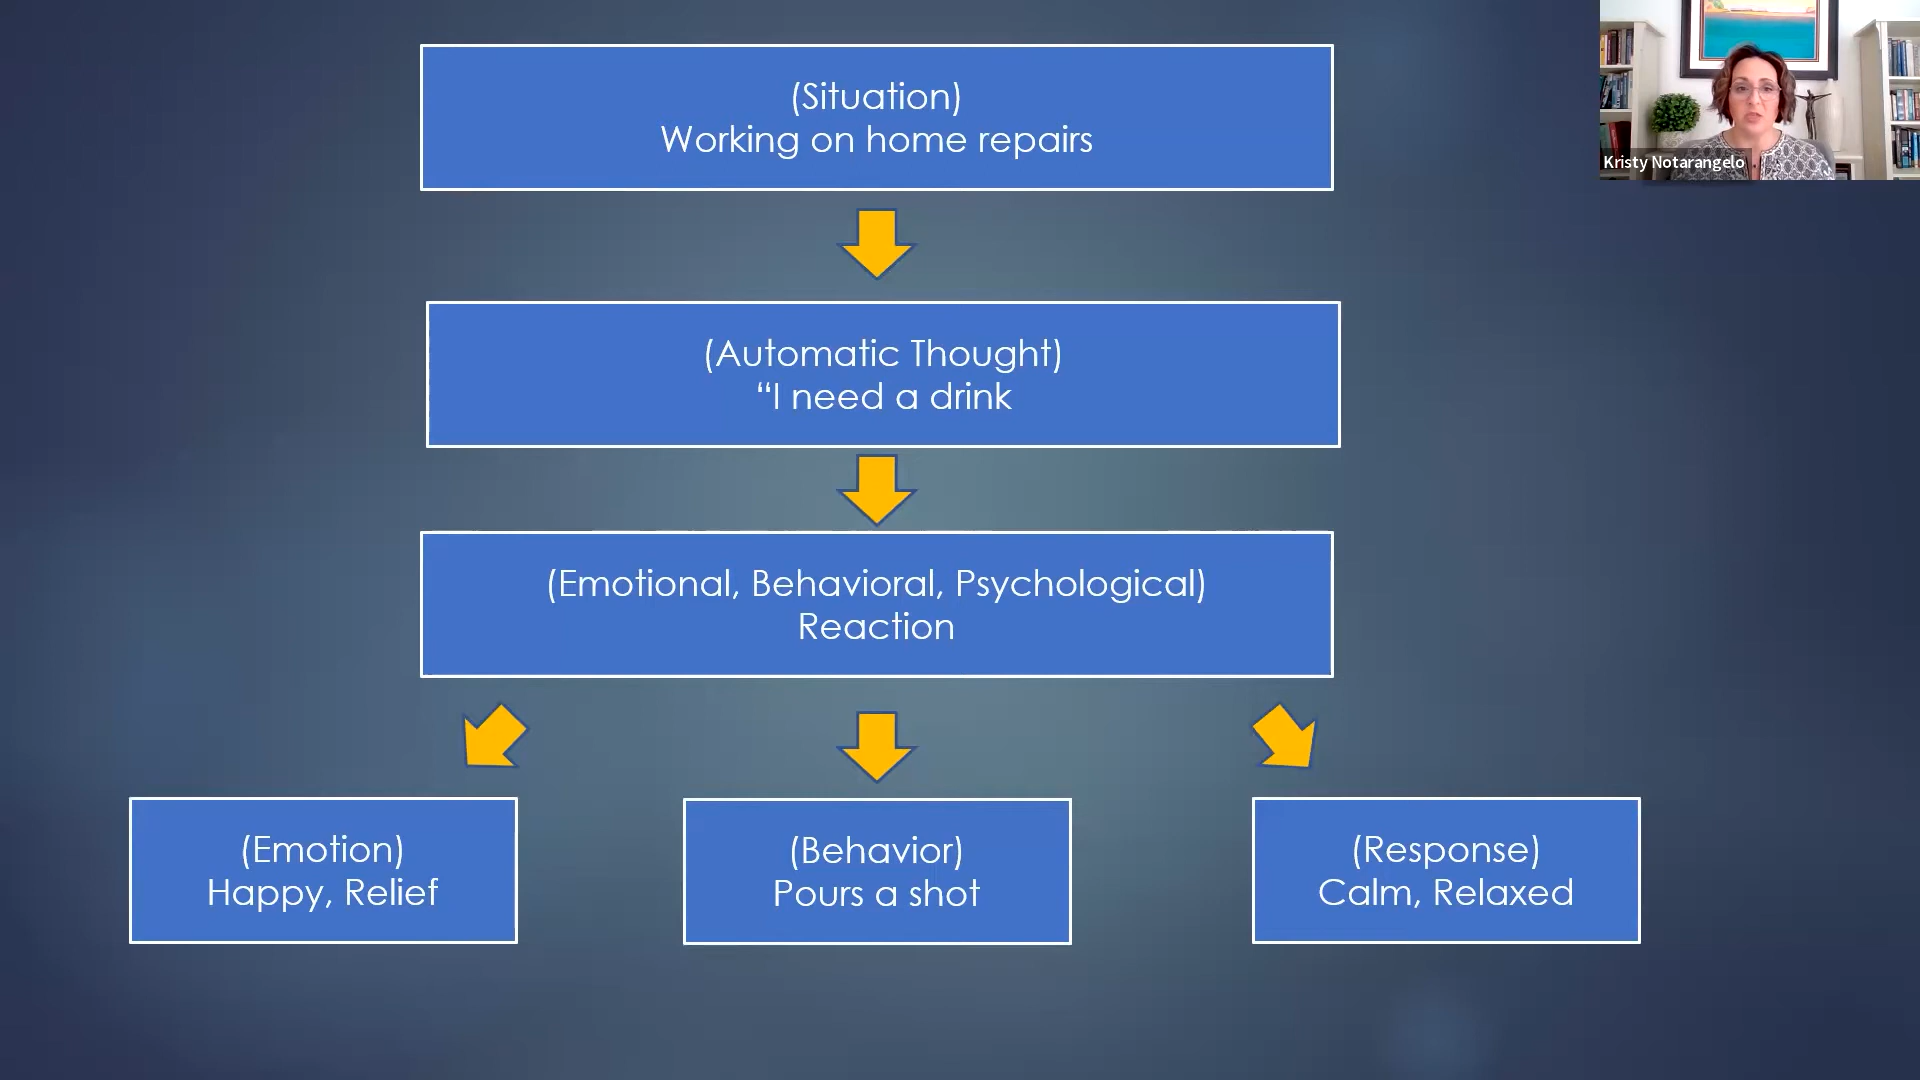 (Situation)
Working on home repairs
Kristy Notarangelo
(Automatic Thought)
“I need a drink
(Emotional, Behavioral, Psychological)
Reaction
(Emotion)
Happy, Relief
(Behavior)
Pours a shot
(Response)
Calm, Relaxed